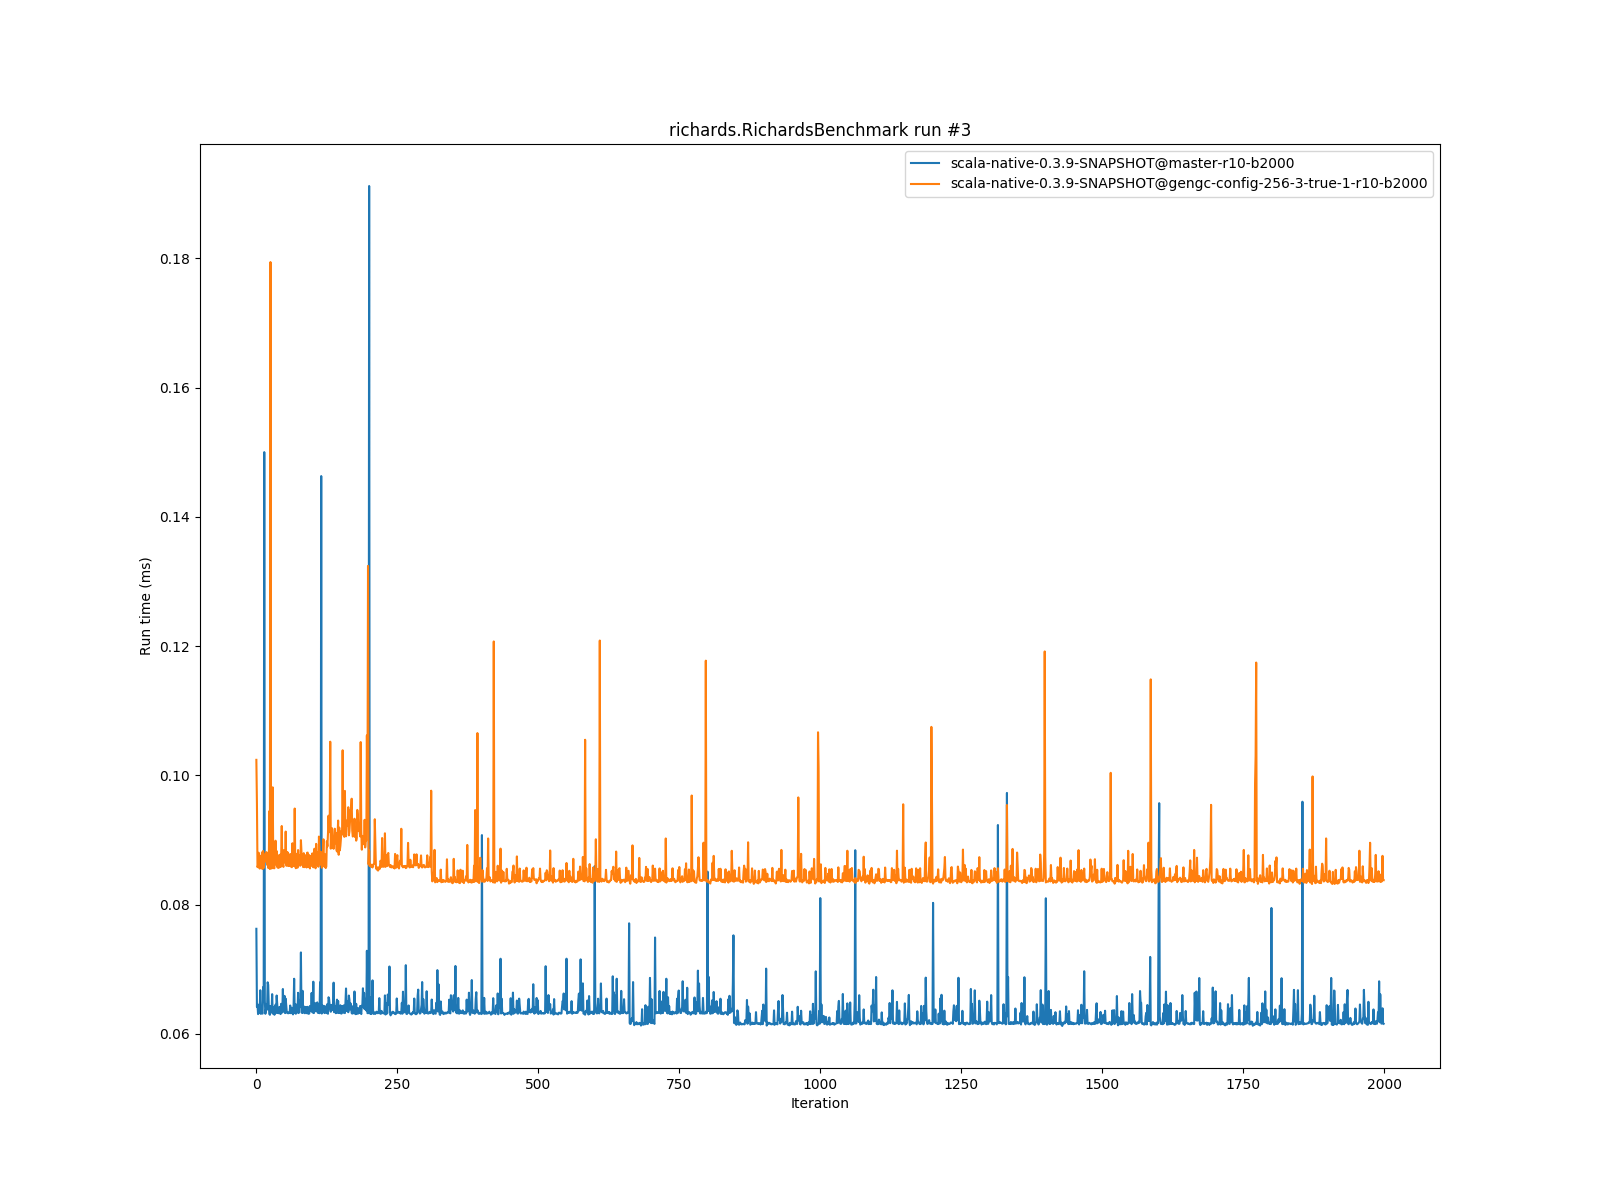 richards.RichardsBenchmark run #3
scala-native-0.3.9-SNAPSHOT@master-r10-b2000
scala-native-0.3.9-SNAPSHOT@gengc-config-256-3-true-1-r10-b2000
Run time (ms)
0.18
0.16
0.14
0.12
0.10
0.08
0.06
0 250 500 750 1000 1250 1500 1750 2000
Iteration